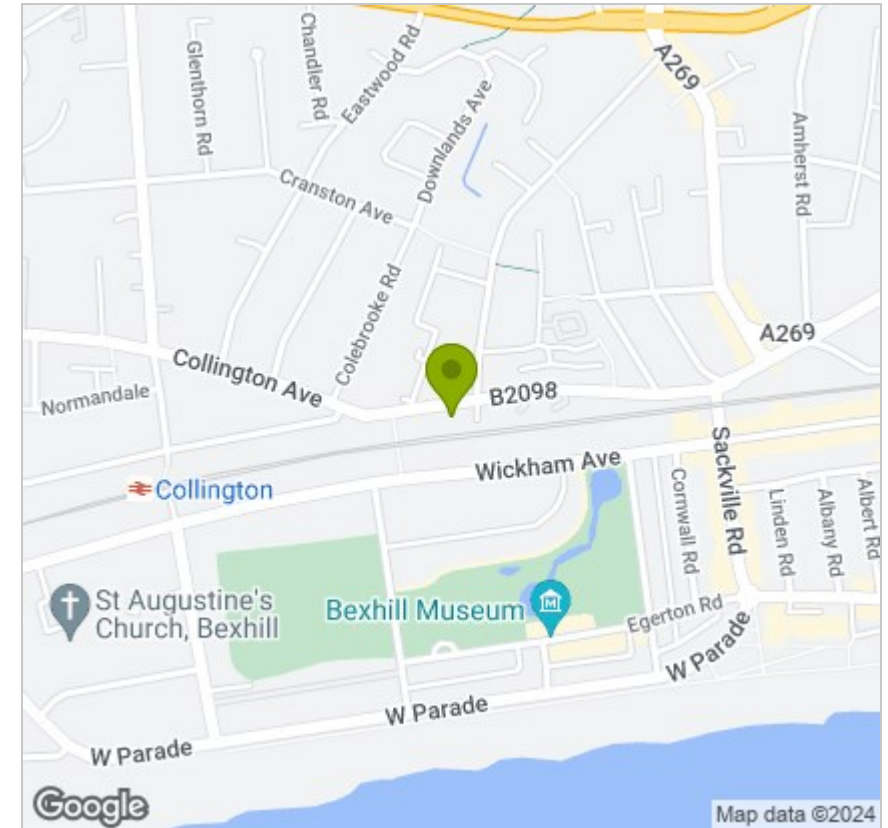 Glenthorn Rd
Chandler Rd
Eastwood Rd
A269
Downlands Ave
Amherst Rd
Cranston Ave
Colebrooke Rd
A269
Collington Ave
Normandale
B2098
Wickham Ave
Sackville Rd
Collington
Cornwall Rd
Linden Rd
Albany Rd
Albert Rd
St Augustine's
Church, Bexhill
Bexhill Museum
M
Egerton Rd
W Parade
W Parade
W Parade
Google
Map data ©2024